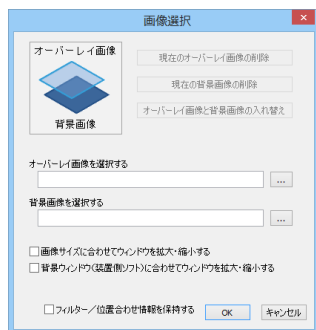 画像選択
オーバーレイ画像
背景画像
現在のオーバーレイ画像の削除
現在の背景画像の削除
オーバーレイ画像と背景画像の入れ替え
オーバーレイ画像を選択する
...
背景画像を選択する
...
画像サイズに合わせてウィンドウを拡大・縮小する
背景ウィンドウ(装置側ソフト)に合わせてウィンドウを拡大・縮小する
フィルター／位置合わせ情報を保持する
OK
キャンセル